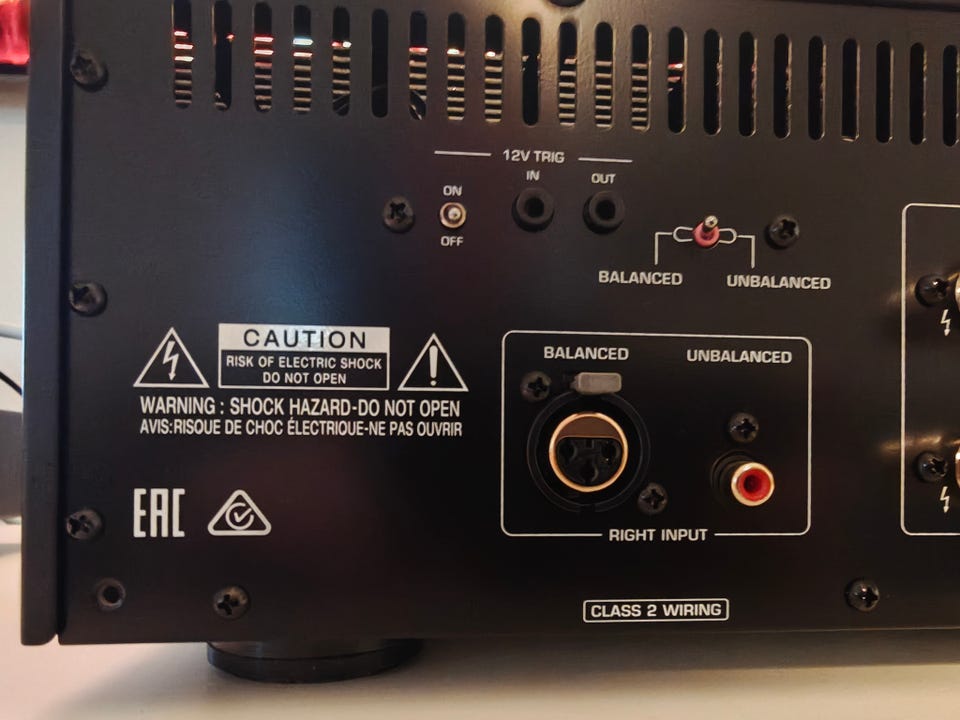 12V TRIG
IN
OUT
ON
OFF
BALANCED
UNBALANCED
CAUTION
RISK OF ELECTRIC SHOCK
DO NOT OPEN
WARNING : SHOCK HAZARD-DO NOT OPEN
AVIS:RISQUE DE CHOC ÉLECTRIQUE-NE PAS OUVRIR
BALANCED
UNBALANCED
RIGHT INPUT
EAC
CLASS 2 WIRING